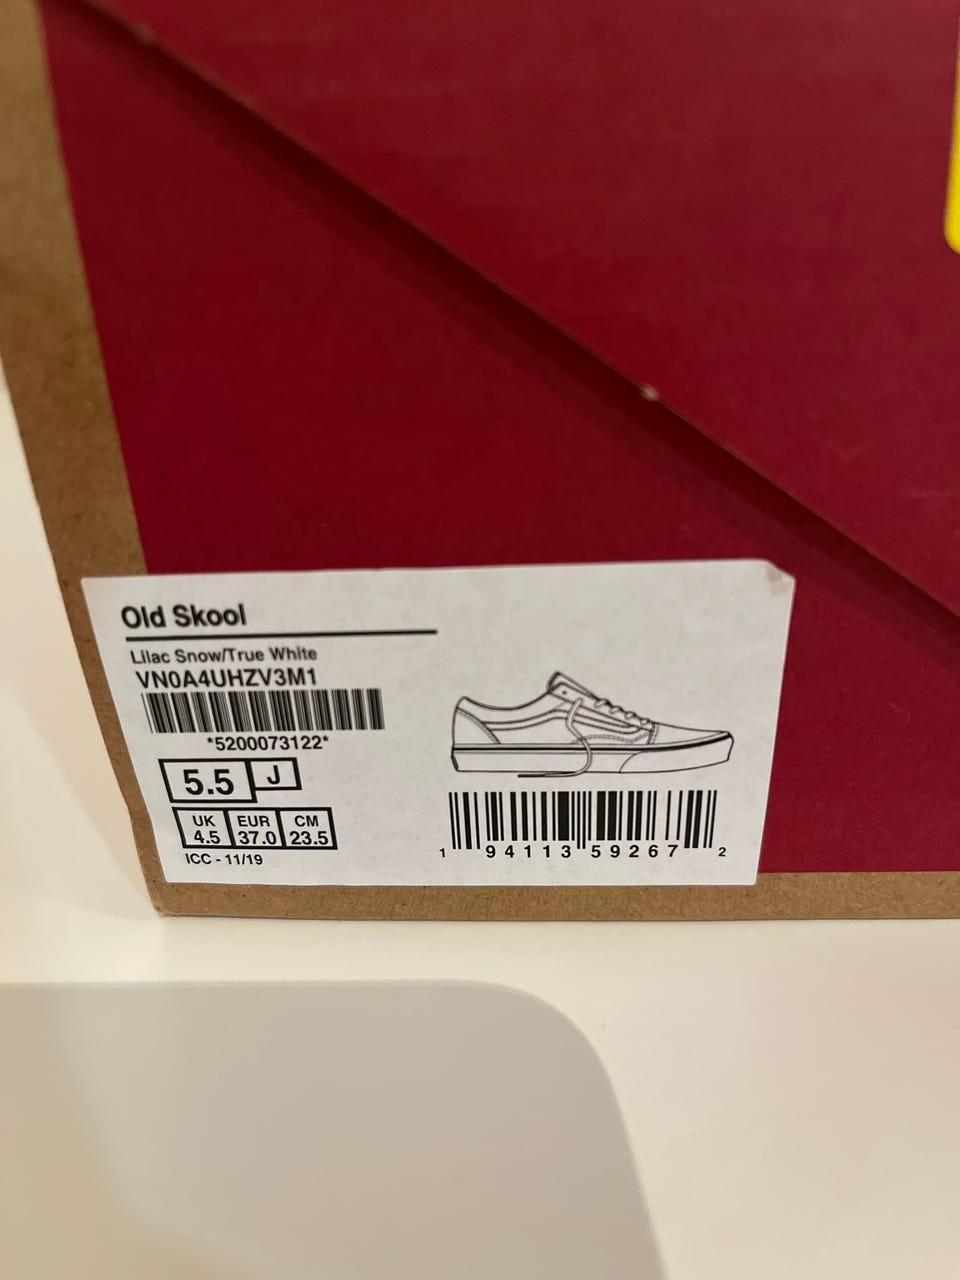 Old Skool
Lilac Snow/True White
VN0A4UHZV3M1
*5200073122*
5.5 J
UK EUR CM
4.5 37.0 23.5
ICC - 11/19
1 94113 59267 2